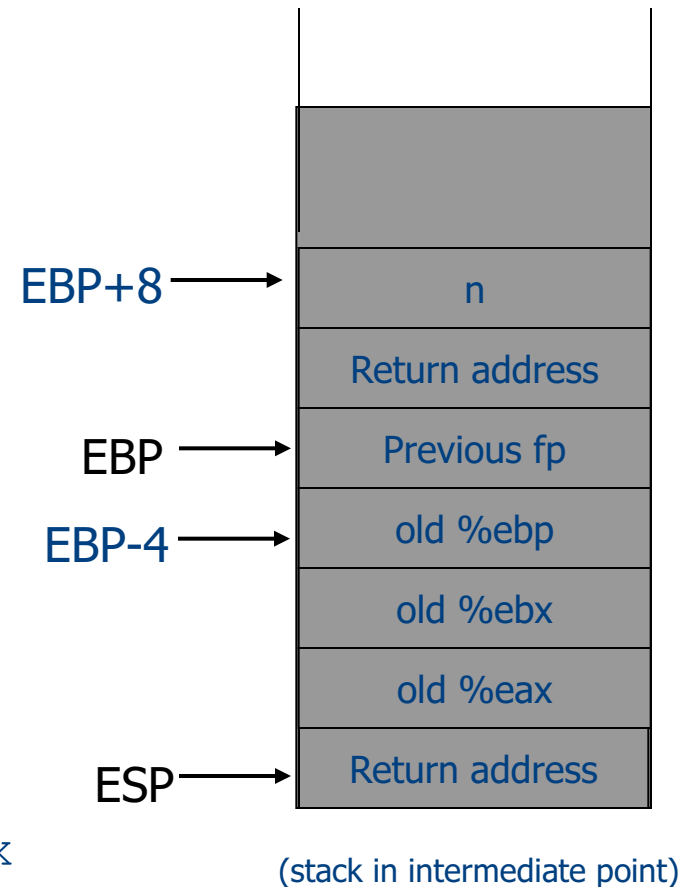 EBP+8
n
Return address
EBP
Previous fp
EBP-4
old %ebp
old %ebx
old %eax
ESP
Return address
(stack in intermediate point)